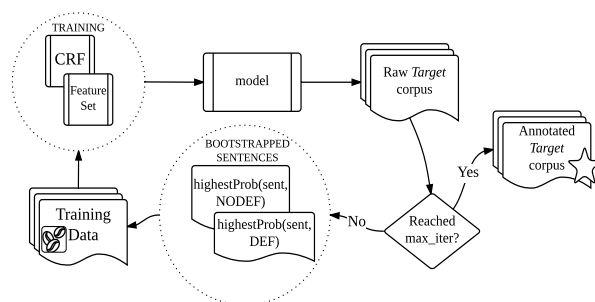 TRAINING
CRF
Feature
Set
model
Raw Target
corpus
Annotated
Target
corpus
Yes
Reached
max_iter?
No
BOOTSTRAPPED
SENTENCES
highestProb(sent,
NODEF)
highestProb(sent,
DEF)
Training
Data